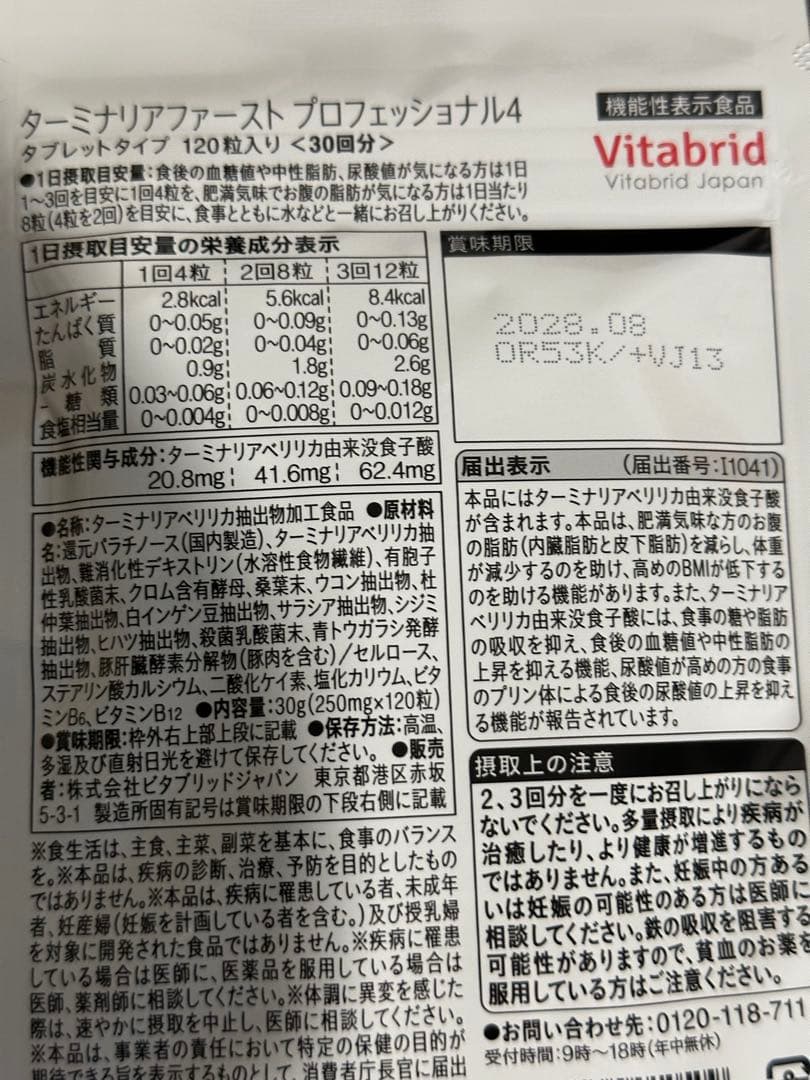 ターミナリアファースト プロフェッショナル4
タブレットタイプ 120粒入り <30回分>
機能性表示食品
Vitabrid
Vitabrid Japan
●1日摂取目安量:食後の血糖値や中性脂肪、尿酸値が気になる方は1日
1～3回を目安に1回4粒を、肥満気味でお腹の脂肪が気になる方は1日当たり
8粒(4粒を2回)を目安に、食事とともに水などと一緒にお召し上がりください。
1日摂取目安量の栄養成分表示
1回4粒 2回8粒 3回12粒
エネルギー 2.8kcal 5.6kcal 8.4kcal
たんぱく質 0~0.05g 0~0.09g 0~0.13g
脂質 0~0.02g 0~0.04g 0~0.06g
炭水化物 0.9g 1.8g 2.6g
-糖類 0.03~0.06g 0.06~0.12g 0.09~0.18g
食塩相当量 0~0.004g 0~0.008g 0~0.012g
機能性関与成分:ターミナリアベリリカ由来没食子酸
20.8mg 41.6mg 62.4mg
●名称:ターミナリアベリリカ抽出物加工食品 ●原材料
名:還元パラチノース(国内製造)、ターミナリアベリリカ抽
出物、難消化性デキストリン(水溶性食物繊維)、有胞子
性乳酸菌末、クロム含有酵母、桑葉末、ウコン抽出物、杜
仲葉抽出物、白インゲン豆抽出物、サラシア抽出物、シジミ
抽出物、ヒハツ抽出物、殺菌乳酸菌末、青トウガラシ発酵
抽出物、豚肝臓酵素分解物(豚肉を含む)/セルロース、
ステアリン酸カルシウム、二酸化ケイ素、塩化カリウム、ビタ
ミンB6、ビタミンB12 ●内容量:30g(250mg×120粒)
●賞味期限:枠外右上部上段に記載 ●保存方法:高温、
多湿及び直射日光を避けて保存してください。 ●販売
者:株式会社ビタブリッドジャパン 東京都港区赤坂
5-3-1 製造所固有記号は賞味期限の下段右側に記載
※食生活は、主食、主菜、副菜を基本に、食事のバランス
を。※本品は、疾病の診断、治療、予防を目的としたもの
ではありません。※本品は、疾病に罹患している者、未成年
者、妊産婦(妊娠を計画している者を含む。)及び授乳婦
を対象に開発された食品ではありません。※疾病に罹患
している場合は医師に、医薬品を服用している場合は
医師、薬剤師に相談してください。※体調に異変を感じた
際は、速やかに摂取を中止し、医師に相談してください。
※本品は、事業者の責任において特定の保健の目的が
期待できる旨を表示するものとして、消費者庁長官に届出
賞味期限
2028.08
OR53K/+VJ13
届出表示 (届出番号:I1041)
本品にはターミナリアベリリカ由来没食子酸
が含まれます。本品は、肥満気味な方のお腹
の脂肪(内臓脂肪と皮下脂肪)を減らし、体重
が減少するのを助け、高めのBMIが低下する
のを助ける機能があります。また、ターミナリア
ベリリカ由来没食子酸には、食事の糖や脂肪
の吸収を抑え、食後の血糖値や中性脂肪の
上昇を抑える機能、尿酸値が高めの方の食事
のプリン体による食後の尿酸値の上昇を抑え
る機能が報告されています。
摂取上の注意
2、3回分を一度にお召し上がりになら
ないでください。多量摂取により疾病が
治癒したり、より健康が増進するもの
ではありません。また、妊娠中の方ある
いは妊娠の可能性のある方は医師に
相談してください。鉄の吸収を阻害する
可能性がありますので、貧血のお薬を
服用している方はご注意ください。
●お問い合わせ先:0120-118-711
受付時間:9時～18時(年中無休)